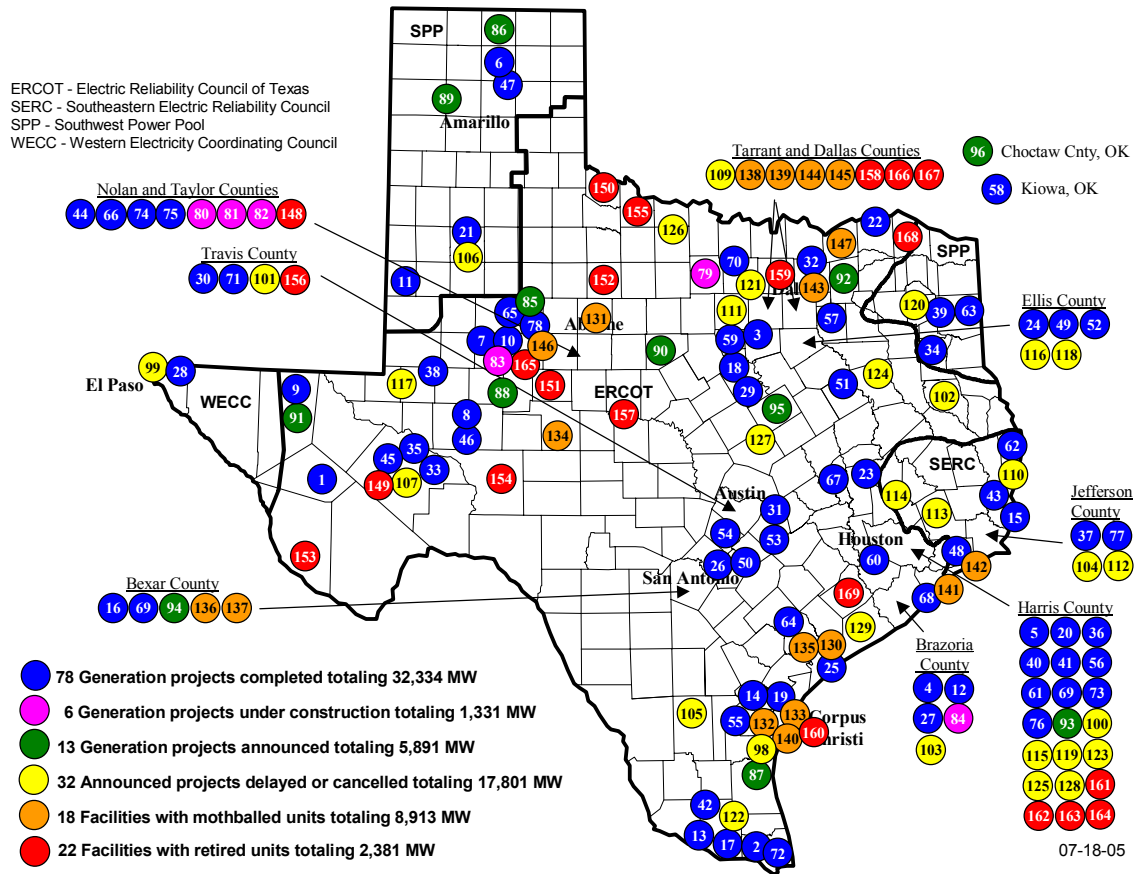 SPP
86
6
47
89
Amarillo
ERCOT - Electric Reliability Council of Texas
SERC - Southeastern Electric Reliability Council
SPP - Southwest Power Pool
WECC - Western Electricity Coordinating Council
96 Choctaw Cnty, OK
58 Kiowa, OK
Tarrant and Dallas Counties
109 138 139 144 145 158 166 167
Nolan and Taylor Counties
44 66 74 75 80 81 82 148
Travis County
30 71 101 156
150
155
126
21
106
11
152
79
70
121
159
32
147
22
168
SPP
143
92
111
57
120
39
63
34
Ellis County
24 49 52
116 118
65
85
78
131
7
10
146
83
165
151
88
90
59
3
18
29
95
51
124
102
99
28
El Paso
WECC
9
91
117
38
8
46
134
ERCOT
157
127
45
35
33
149
107
1
154
153
67
23
SERC
62
110
114
113
43
15
Jefferson
County
37 77
104 112
Austin
31
54
53
26
50
San Antonio
Houston
60
48
142
141
68
169
129
64
135
130
25
Bexar County
16 69 94 136 137
Brazoria
County
4 12
27 84
103
Harris County
5 20 36
40 41 56
61 69 73
76 93 100
115 119 123
125 128 161
162 163 164
14
19
105
55
132
133
Corpus
160
140
98
87
42
122
13
17
2
72
78 Generation projects completed totaling 32,334 MW
6 Generation projects under construction totaling 1,331 MW
13 Generation projects announced totaling 5,891 MW
32 Announced projects delayed or cancelled totaling 17,801 MW
18 Facilities with mothballed units totaling 8,913 MW
22 Facilities with retired units totaling 2,381 MW
07-18-05